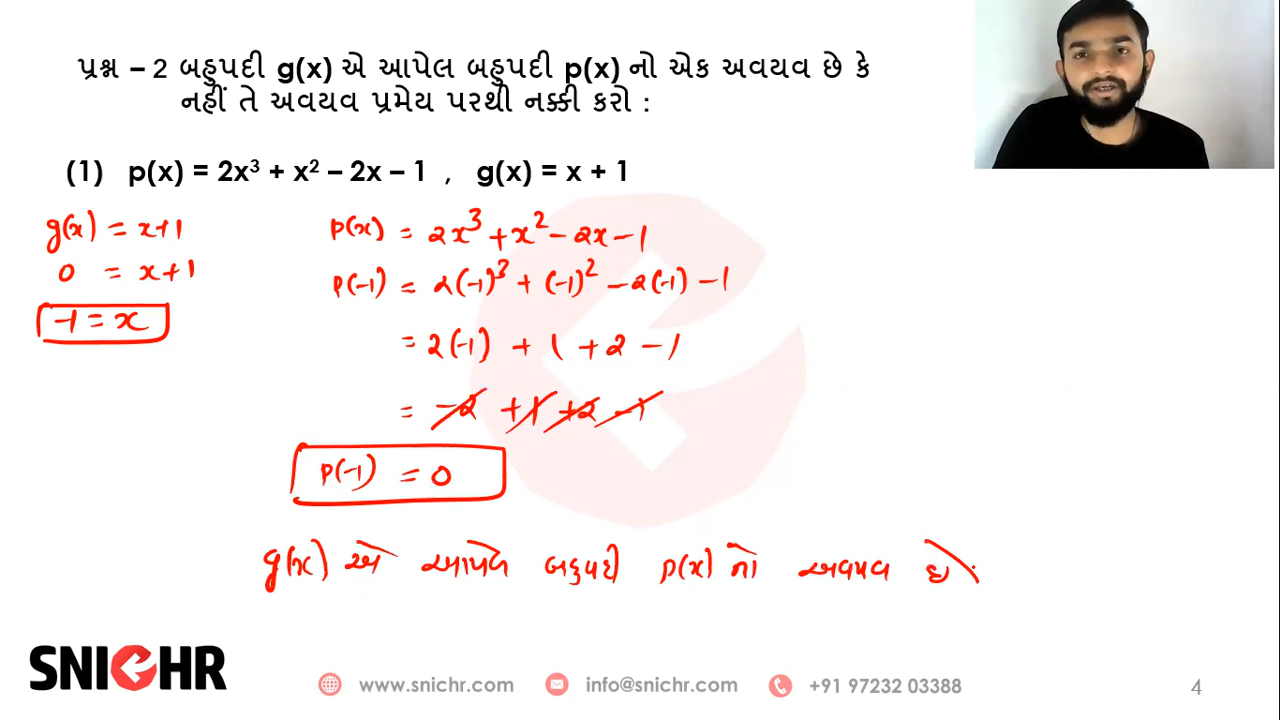 પ્રશ્ન – 2 બહુપદી g(x) એ આપેલ બહુપદી p(x) નો એક અવયવ છે કે
નહીં તે અવયવ પ્રમેય પરથી નક્કી કરો :
(1) p(x) = 2x³ + x² – 2x – 1 , g(x) = x + 1
g(x) = x+1
0 = x+1
-1 = x
p(x) = 2x³ + x² - 2x - 1
p(-1) = 2(-1)³ + (-1)² - 2(-1) - 1
= 2(-1) + 1 + 2 - 1
= -2 + 1 + 2 - 1
p(-1) = 0
g(x) એ આપેલ બહુપદી p(x) નો અવયવ છે.
SNICHR
www.snichr.com info@snichr.com +91 97232 03388
4